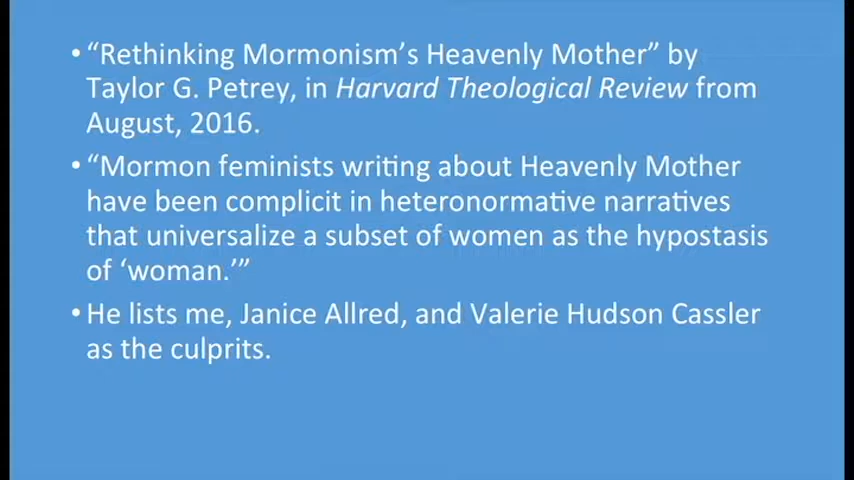 • “Rethinking Mormonism’s Heavenly Mother” by
Taylor G. Petrey, in Harvard Theological Review from
August, 2016.
• “Mormon feminists writing about Heavenly Mother
have been complicit in heteronormative narratives
that universalize a subset of women as the hypostasis
of ‘woman.’”
• He lists me, Janice Allred, and Valerie Hudson Cassler
as the culprits.